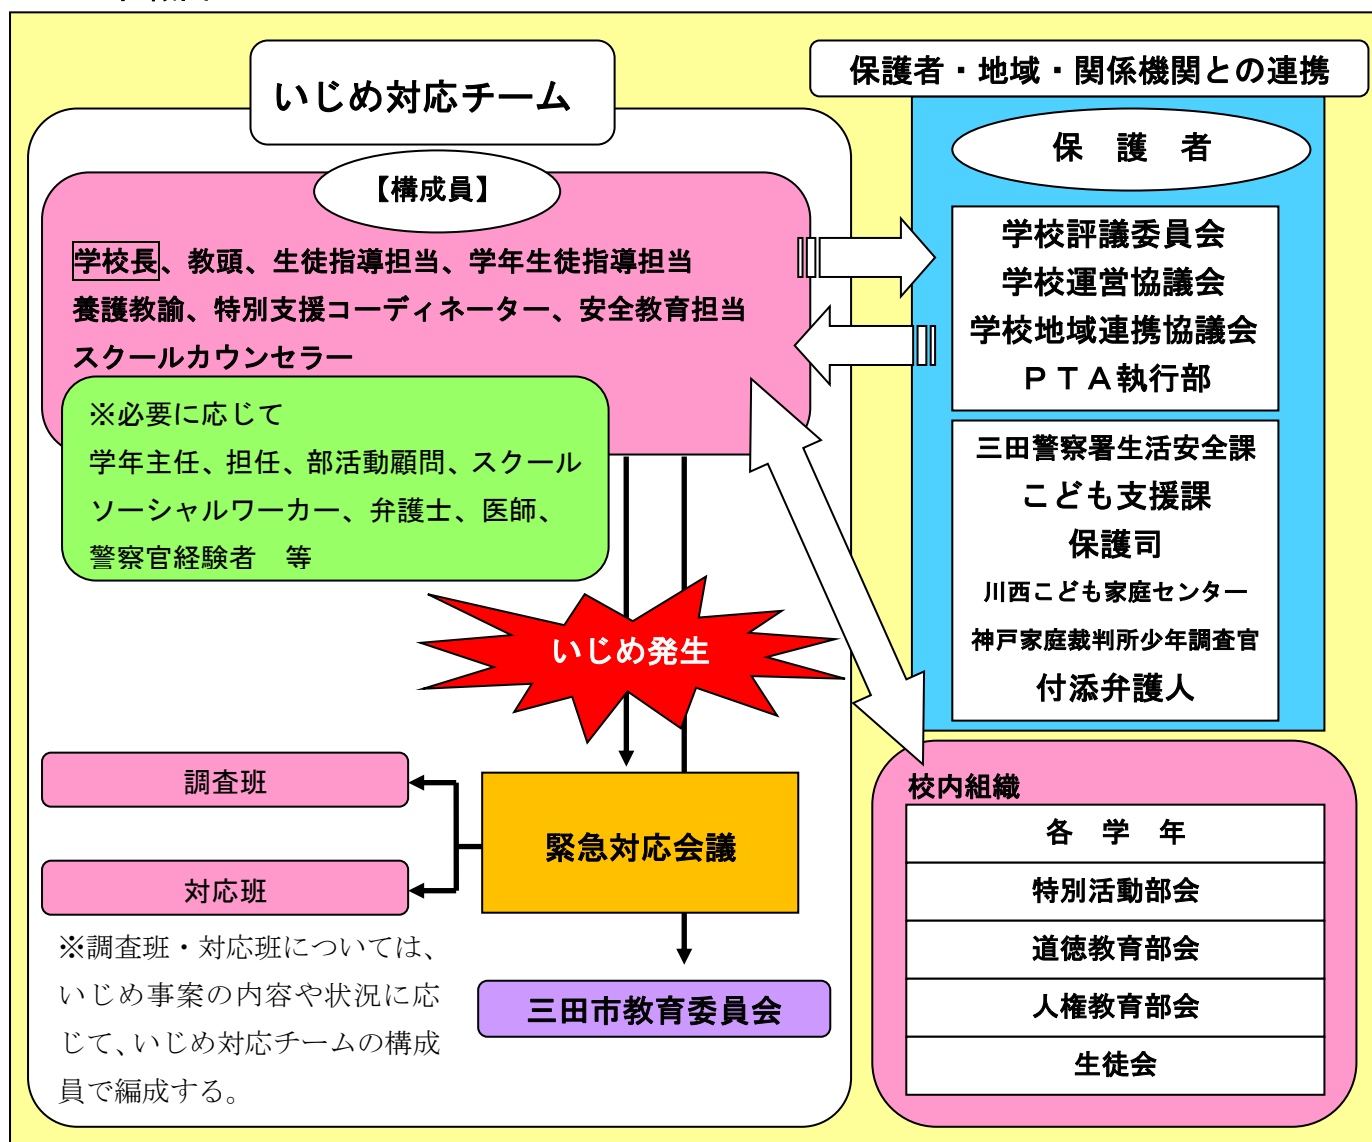 いじめ対応チーム
【構成員】
学校長、教頭、生徒指導担当、学年生徒指導担当
養護教諭、特別支援コーディネーター、安全教育担当
スクールカウンセラー
※必要に応じて
学年主任、担任、部活動顧問、スクール
ソーシャルワーカー、弁護士、医師、
警察官経験者　等
いじめ発生
緊急対応会議
調査班
対応班
※調査班・対応班については、
いじめ事案の内容や状況に応
じて、いじめ対応チームの構成
員で編成する。
三田市教育委員会
保護者・地域・関係機関との連携
保　護　者
学校評議委員会
学校運営協議会
学校地域連携協議会
ＰＴＡ執行部
三田警察署生活安全課
こども支援課
保護司
川西こども家庭センター
神戸家庭裁判所少年調査官
付添弁護人
校内組織
各　学　年
特別活動部会
道徳教育部会
人権教育部会
生徒会